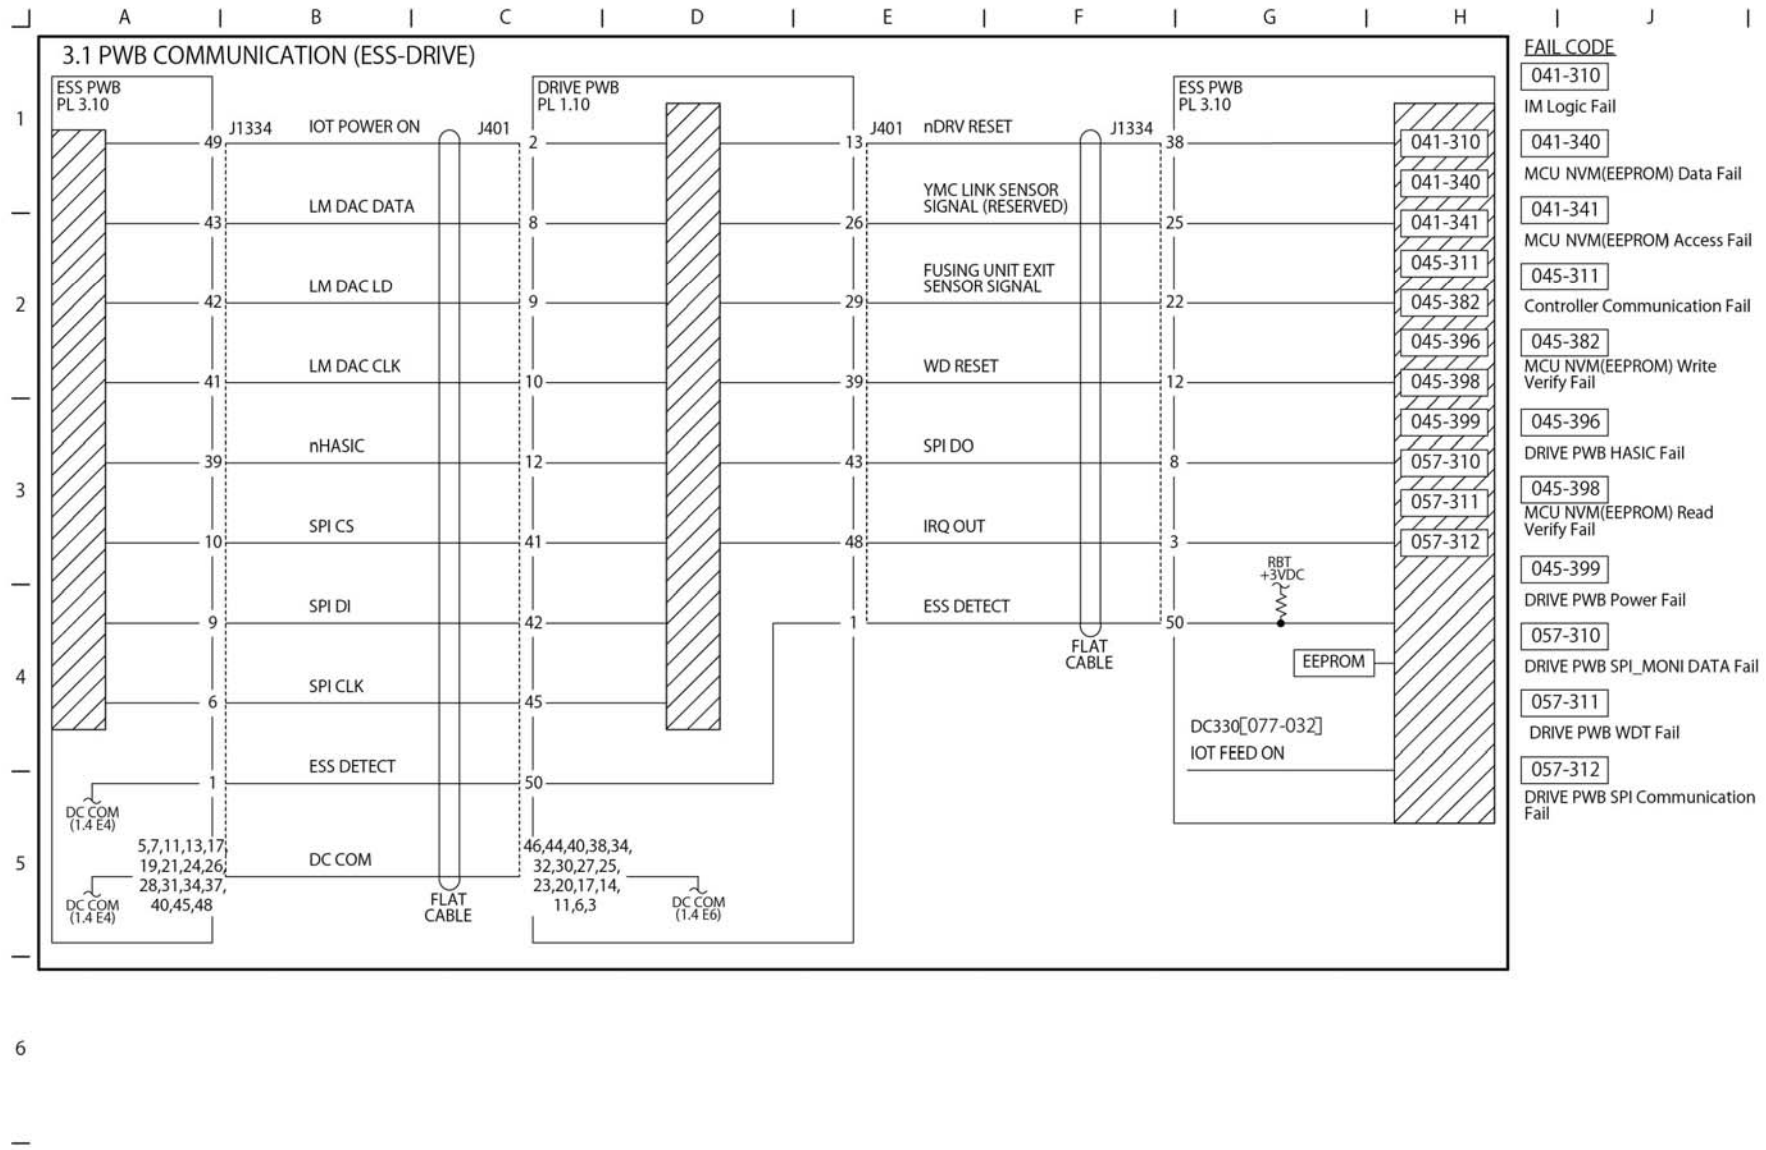 A B C D E F G H J
3.1 PWB COMMUNICATION (ESS-DRIVE)
1
2
3
4
5
6
ESS PWB
PL 3.10
J1334
IOT POWER ON
J401
49
2
LM DAC DATA
43
8
LM DAC LD
42
9
LM DAC CLK
41
10
nHASIC
39
12
SPI CS
10
41
SPI DI
9
42
SPI CLK
6
45
ESS DETECT
1
50
DC COM
(1.4 E4)
5,7,11,13,17,
19,21,24,26,
28,31,34,37,
40,45,48
DC COM
46,44,40,38,34,
32,30,27,25,
23,20,17,14,
11,6,3
DC COM
(1.4 E4)
FLAT
CABLE
DC COM
(1.4 E6)
DRIVE PWB
PL 1.10
J401
nDRV RESET
J1334
13
38
YMC LINK SENSOR
SIGNAL (RESERVED)
26
25
FUSING UNIT EXIT
SENSOR SIGNAL
29
22
WD RESET
39
12
SPI DO
43
8
IRQ OUT
48
3
ESS DETECT
1
50
FLAT
CABLE
ESS PWB
PL 3.10
041-310
041-340
041-341
045-311
045-382
045-396
045-398
045-399
057-310
057-311
057-312
RBT
+3VDC
EEPROM
DC330[077-032]
IOT FEED ON
FAIL CODE
041-310
IM Logic Fail
041-340
MCU NVM(EEPROM) Data Fail
041-341
MCU NVM(EEPROM) Access Fail
045-311
Controller Communication Fail
045-382
MCU NVM(EEPROM) Write
Verify Fail
045-396
DRIVE PWB HASIC Fail
045-398
MCU NVM(EEPROM) Read
Verify Fail
045-399
DRIVE PWB Power Fail
057-310
DRIVE PWB SPI_MONI DATA Fail
057-311
DRIVE PWB WDT Fail
057-312
DRIVE PWB SPI Communication
Fail